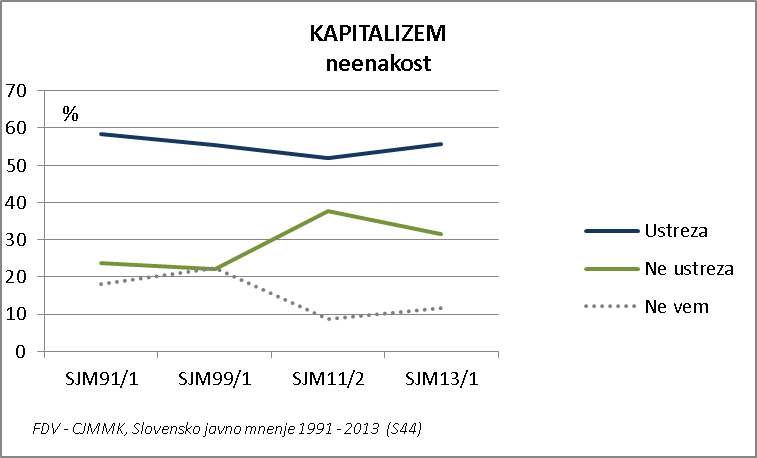 KAPITALIZEM
neenakost
%
70
60
50
40
30
20
10
0
SJM91/1 SJM99/1 SJM11/2 SJM13/1
Ustreza
Ne ustreza
Ne vem
FDV - CJMMK, Slovensko javno mnenje 1991 - 2013 (S44)